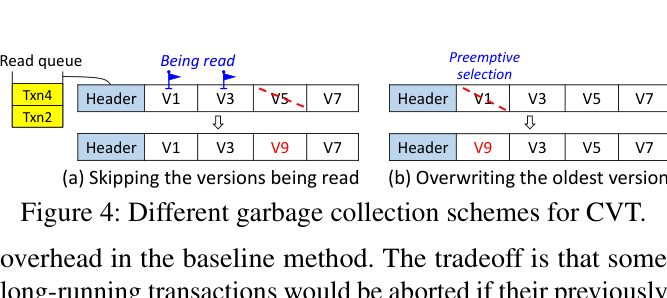 Read queue
Being read
Preemptive
selection
Txn4
Txn2
Header V1 V3 V5 V7
Header V1 V3 V5 V7
Header V1 V3 V9 V7
Header V9 V3 V5 V7
(a) Skipping the versions being read
(b) Overwriting the oldest version
Figure 4: Different garbage collection schemes for CVT.
overhead in the baseline method. The tradeoff is that some
long-running transactions would be aborted if their previously